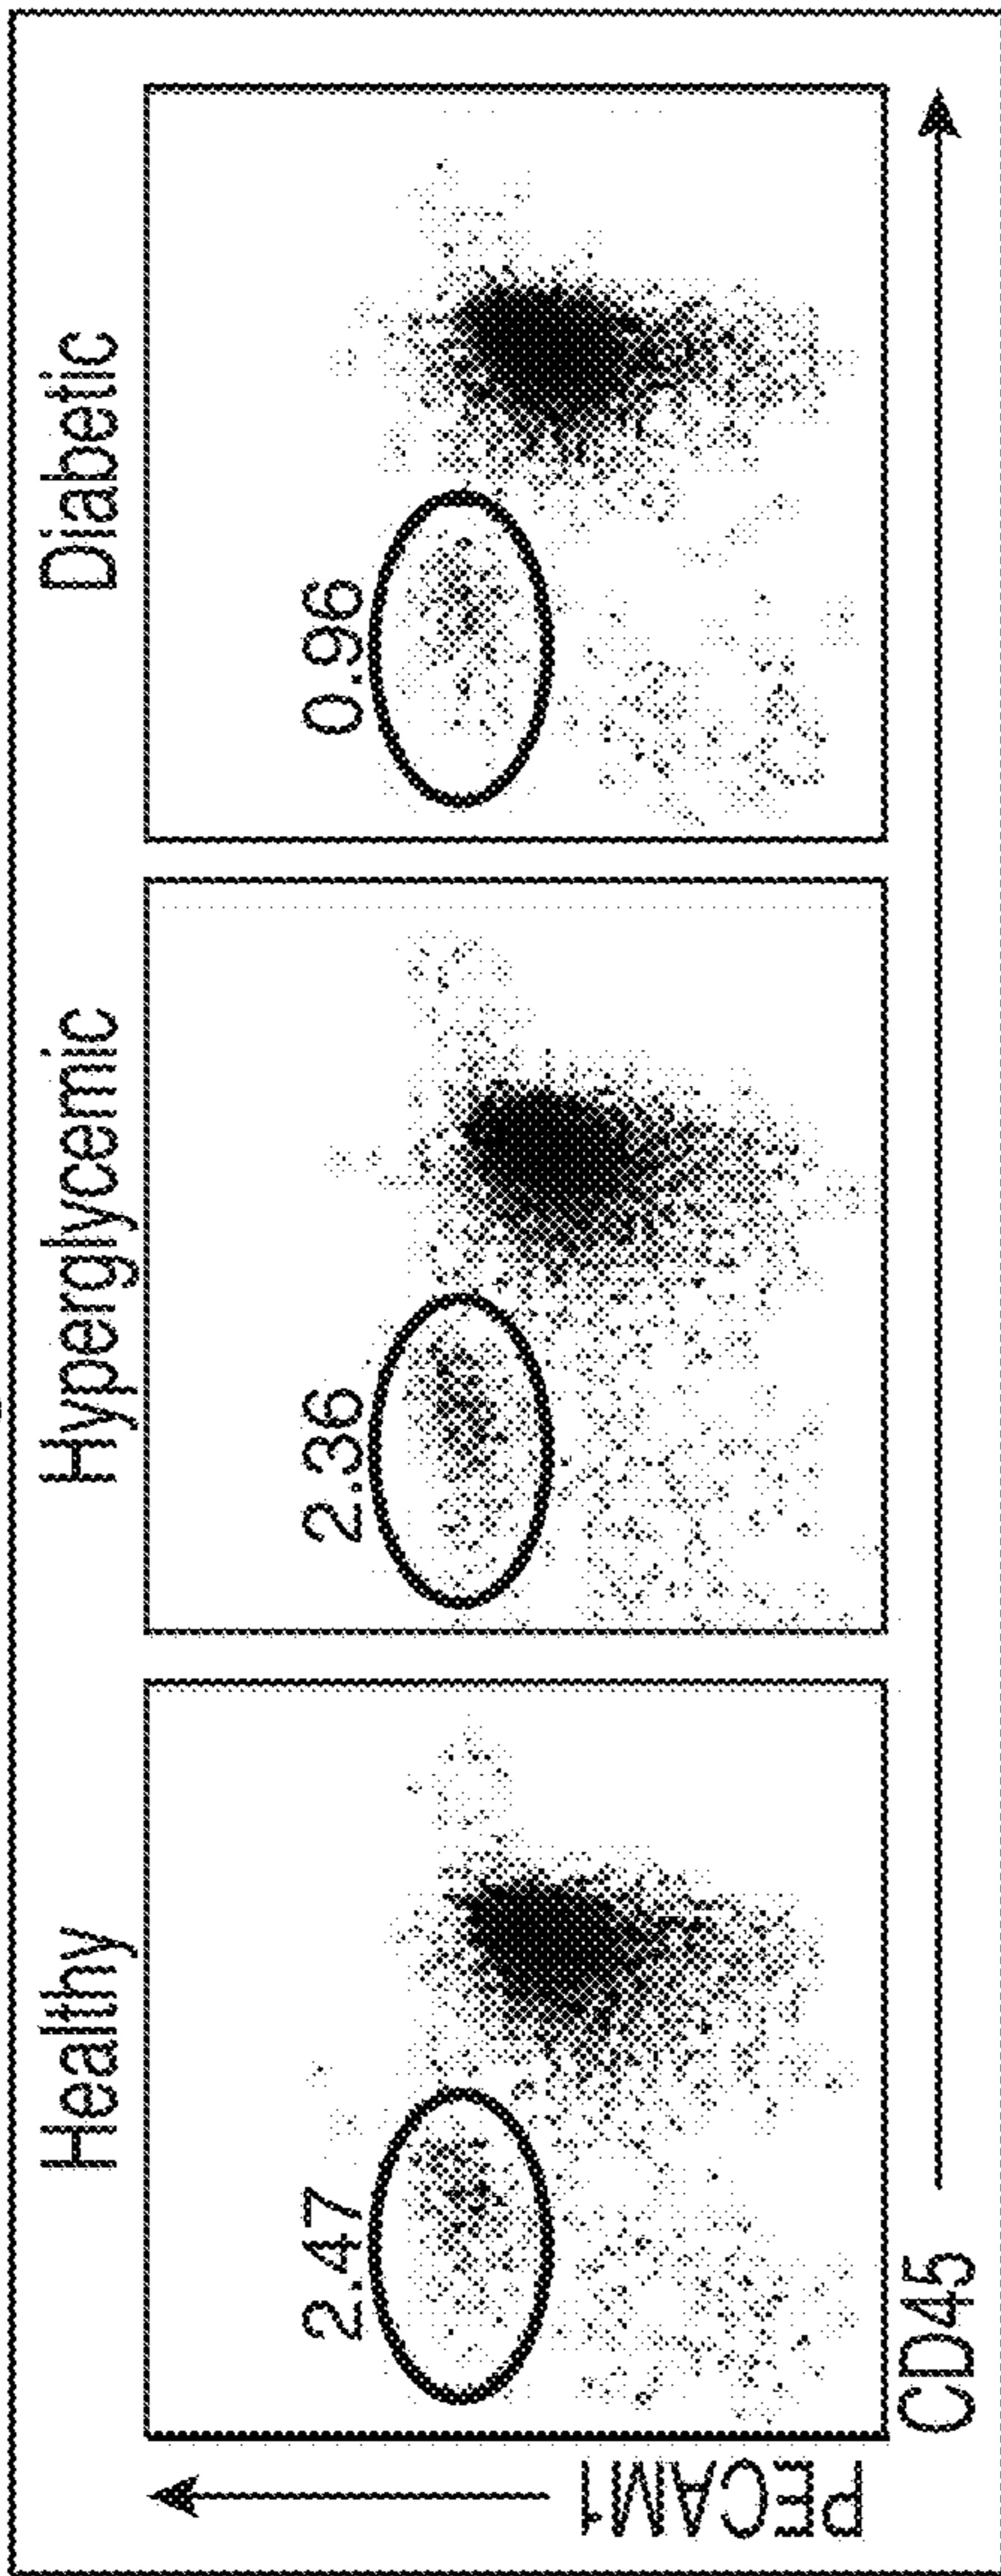 Healthy
Hyperglycemic
Diabetic
2.47
2.36
0.96
PECAM1
CD45